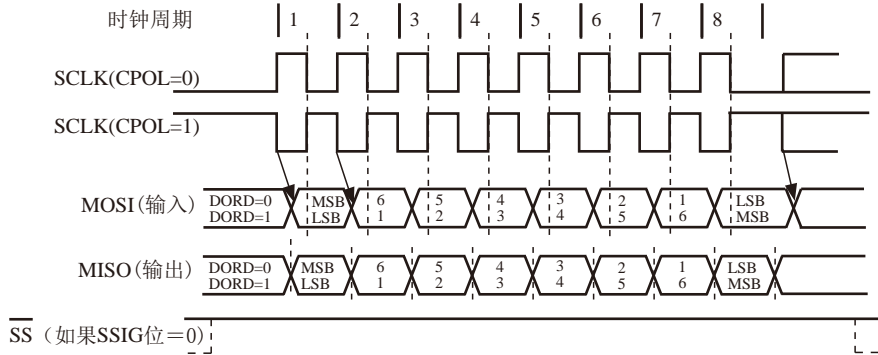 时钟周期 1 2 3 4 5 6 7 8
SCLK(CPOL=0)
SCLK(CPOL=1)
MOSI(输入) DORD=0 MSB 6 5 4 3 2 1 LSB
DORD=1 LSB 1 2 3 4 5 6 MSB
MISO(输出) DORD=0 MSB 6 5 4 3 2 1 LSB
DORD=1 LSB 1 2 3 4 5 6 MSB
SS（如果SSIG位＝0）